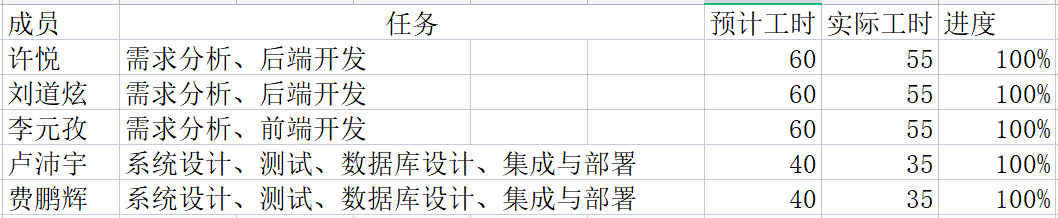 成员 任务 预计工时 实际工时 进度
许悦 需求分析、后端开发 60 55 100%
刘道炫 需求分析、后端开发 60 55 100%
李元孜 需求分析、前端开发 60 55 100%
卢沛宇 系统设计、测试、数据库设计、集成与部署 40 35 100%
费鹏辉 系统设计、测试、数据库设计、集成与部署 40 35 100%